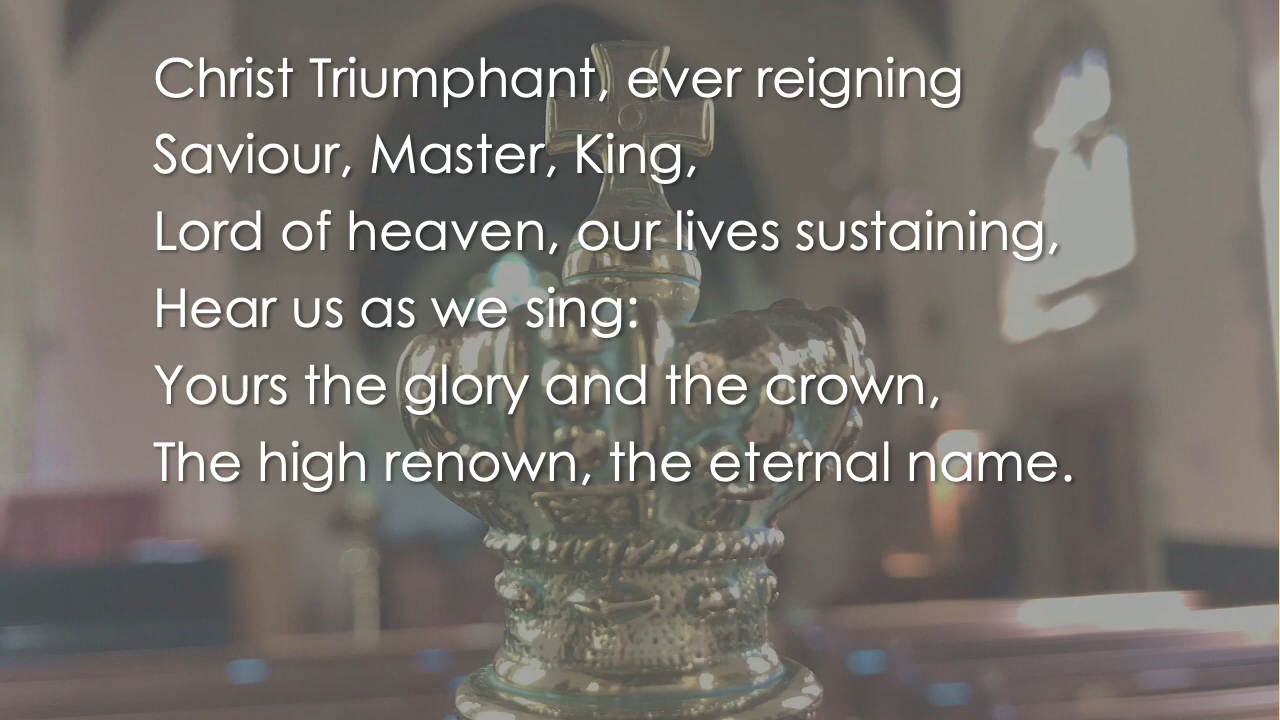 Christ Triumphant, ever reigning
Saviour, Master, King,
Lord of heaven, our lives sustaining,
Hear us as we sing:
Yours the glory and the crown,
The high renown, the eternal name.